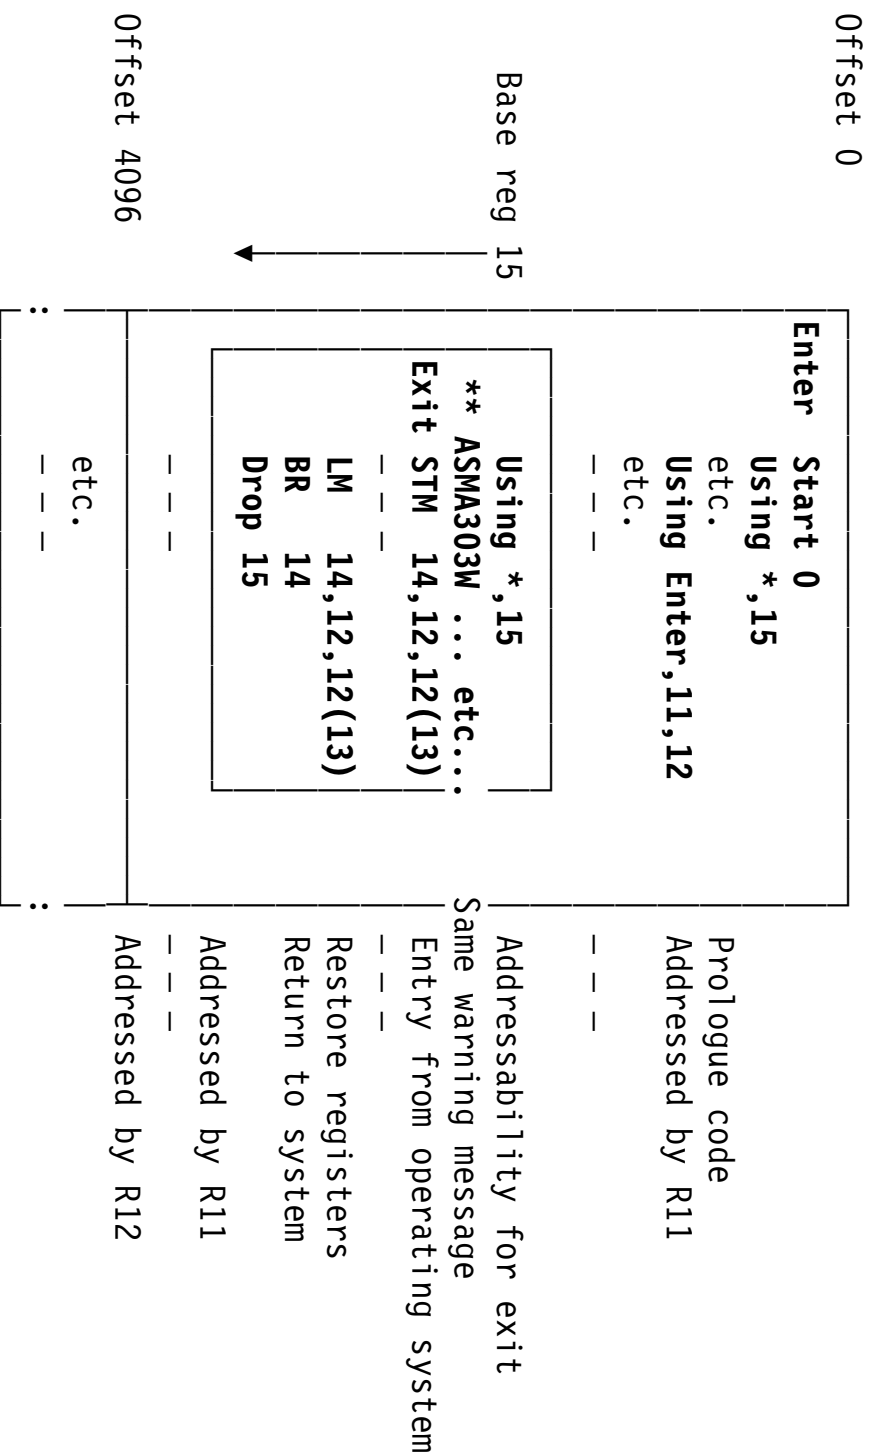 Offset 0
Enter Start 0
Using *,15
etc. Prologue code
Using Enter,11,12 Addressed by R11
etc.
- - - - - -
Base reg 15 Using *,15 Addressability for exit
** ASMA303W ... etc... Same warning message
Exit STM 14,12,12(13) Entry from operating system
- - - - - -
LM 14,12,12(13) Restore registers
BR 14 Return to system
Drop 15
Addressed by R11
- - - - - -
Offset 4096 Addressed by R12
etc.
- - -
: :